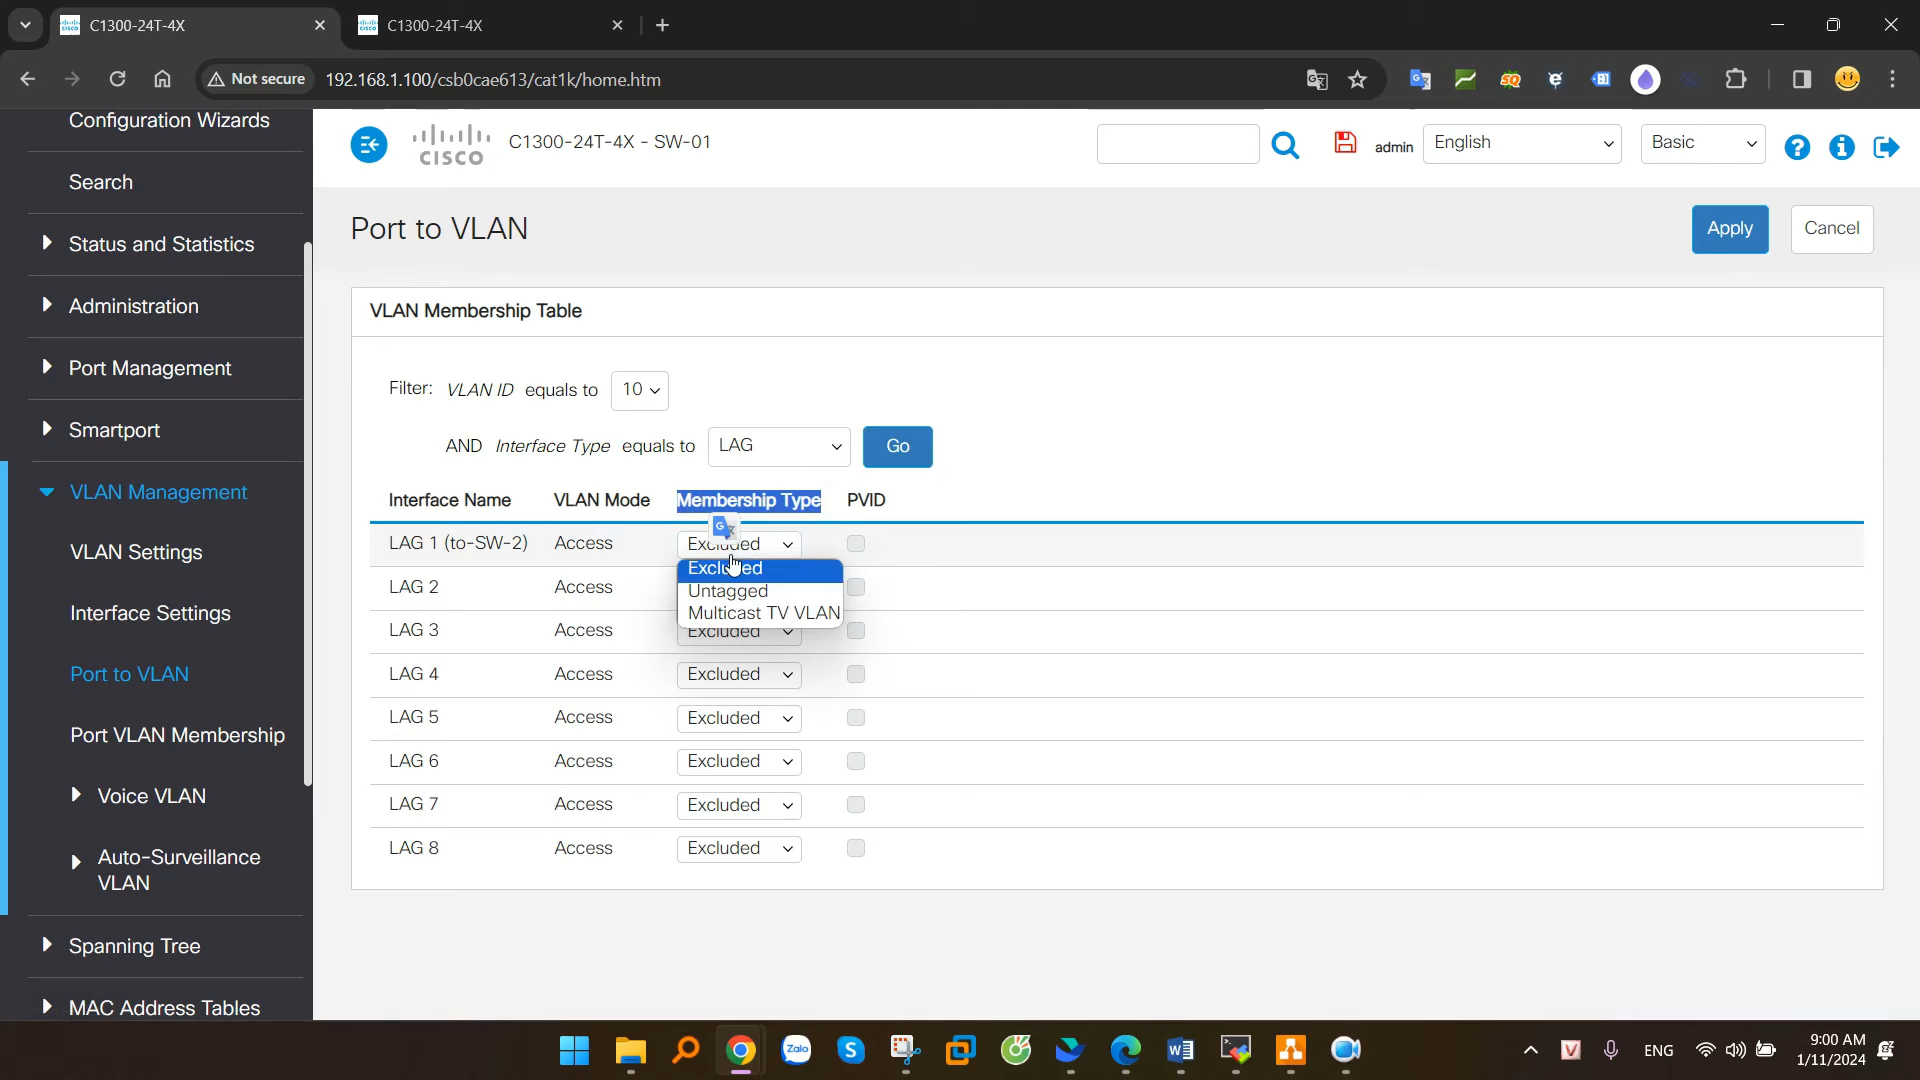 C1300-24T-4X
C1300-24T-4X
Not secure
192.168.1.100/csb0cae613/cat1k/home.htm
Configuration Wizards
Search
Status and Statistics
Administration
Port Management
Smartport
VLAN Management
VLAN Settings
Interface Settings
Port to VLAN
Port VLAN Membership
Voice VLAN
Auto-Surveillance
VLAN
Spanning Tree
MAC Address Tables
CISCO
C1300-24T-4X - SW-01
admin
English
Basic
Port to VLAN
Apply
Cancel
VLAN Membership Table
Filter: VLAN ID equals to 10
AND Interface Type equals to LAG Go
Interface Name VLAN Mode Membership Type PVID
LAG 1 (to-SW-2) Access Excluded
Excluded
Untagged
Multicast TV VLAN
LAG 2 Access
LAG 3 Access Excluded
LAG 4 Access Excluded
LAG 5 Access Excluded
LAG 6 Access Excluded
LAG 7 Access Excluded
LAG 8 Access Excluded
Zalo
ENG
9:00 AM
1/11/2024